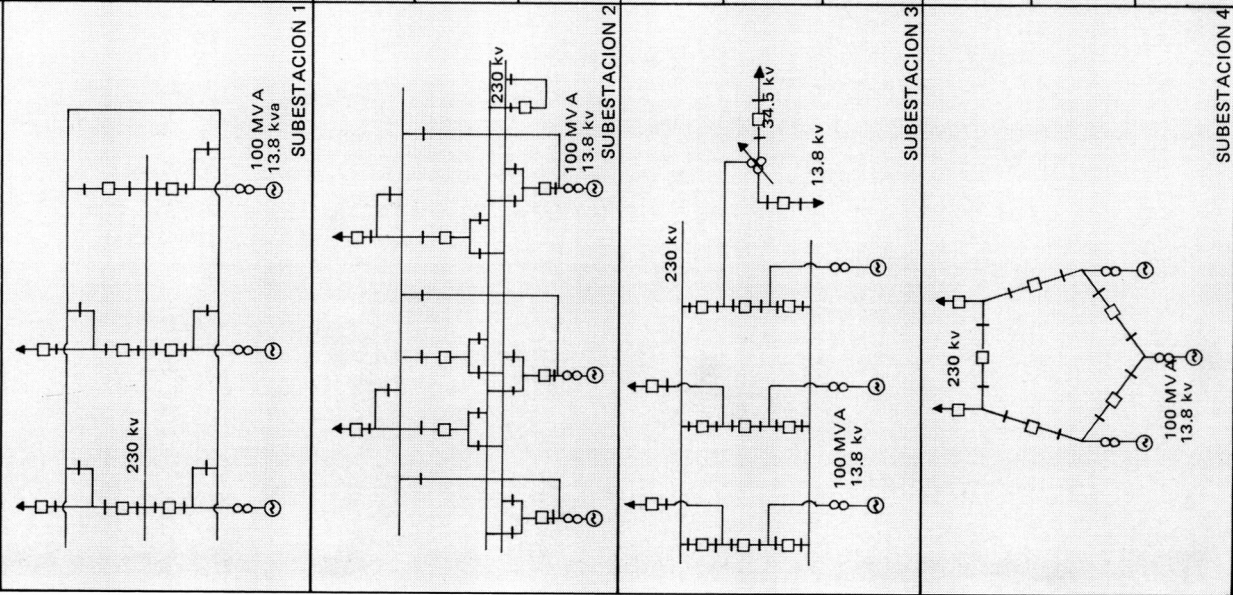 230 kv
100 MVA
13.8 kva
SUBESTACION 1
230 kv
100 MVA
13.8 kv
SUBESTACION 2
230 kv
34.5 kv
13.8 kv
100 MVA
13.8 kv
SUBESTACION 3
230 kv
100 MVA
13.8 kv
SUBESTACION 4